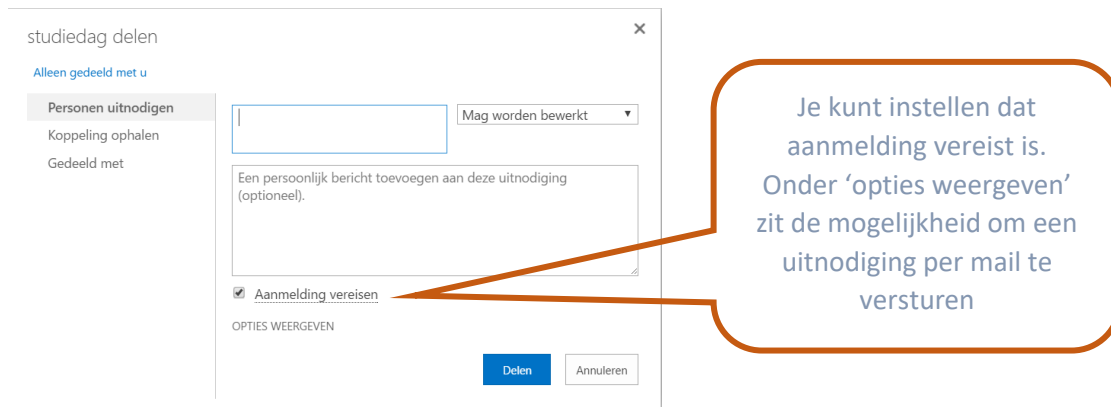 studiedag delen
Alleen gedeeld met u
Personen uitnodigen
Koppeling ophalen
Gedeeld met
Mag worden bewerkt
Een persoonlijk bericht toevoegen aan deze uitnodiging
(optioneel).
Aanmelding vereisen
OPTIES WEERGEVEN
Delen
Annuleren
Je kunt instellen dat
aanmelding vereist is.
Onder ‘opties weergeven’
zit de mogelijkheid om een
uitnodiging per mail te
versturen